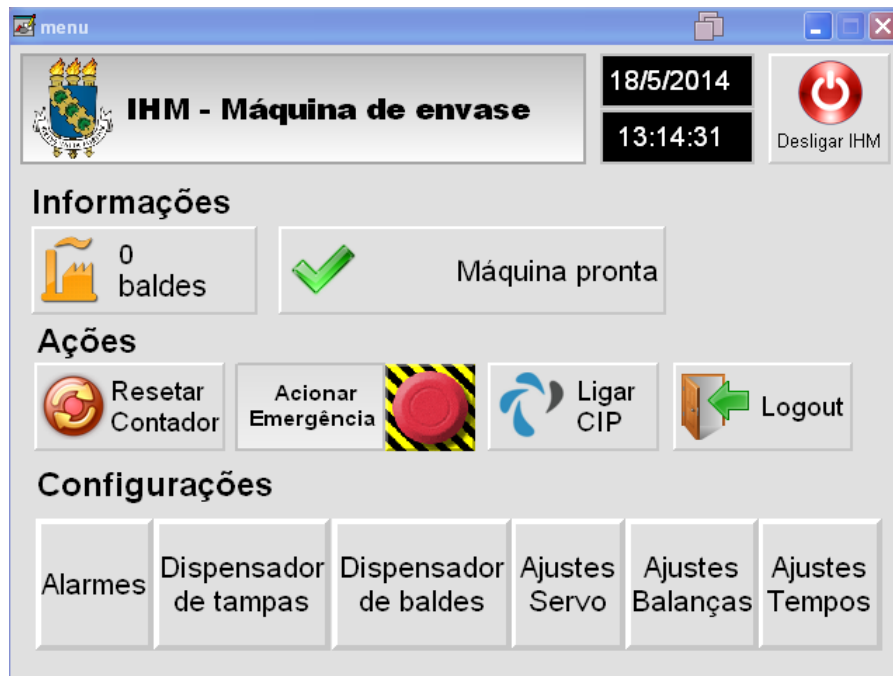 menu
IHM - Máquina de envase
18/5/2014
13:14:31
Desligar IHM
Informações
0
baldes
Máquina pronta
Ações
Resetar
Contador
Acionar
Emergência
Ligar
CIP
Logout
Configurações
Alarmes
Dispensador
de tampas
Dispensador
de baldes
Ajustes
Servo
Ajustes
Balanças
Ajustes
Tempos